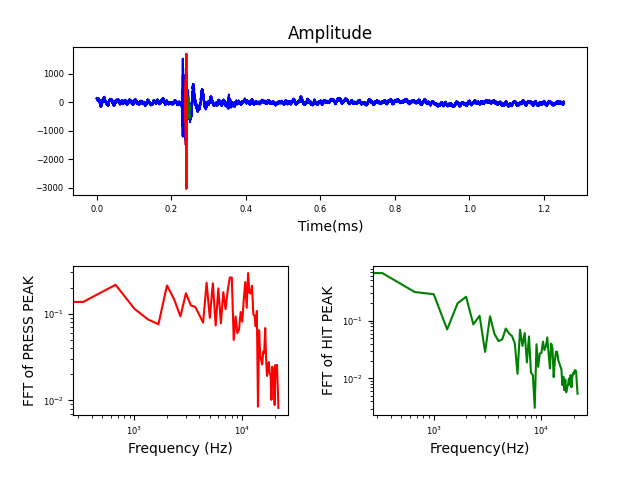 Amplitude
1000
0
−1000
−2000
−3000
0.0 0.2 0.4 0.6 0.8 1.0 1.2
Time(ms)
FFT of PRESS PEAK
10⁻¹
10⁻²
10³ 10⁴
Frequency (Hz)
FFT of HIT PEAK
10⁻¹
10⁻²
10³ 10⁴
Frequency(Hz)